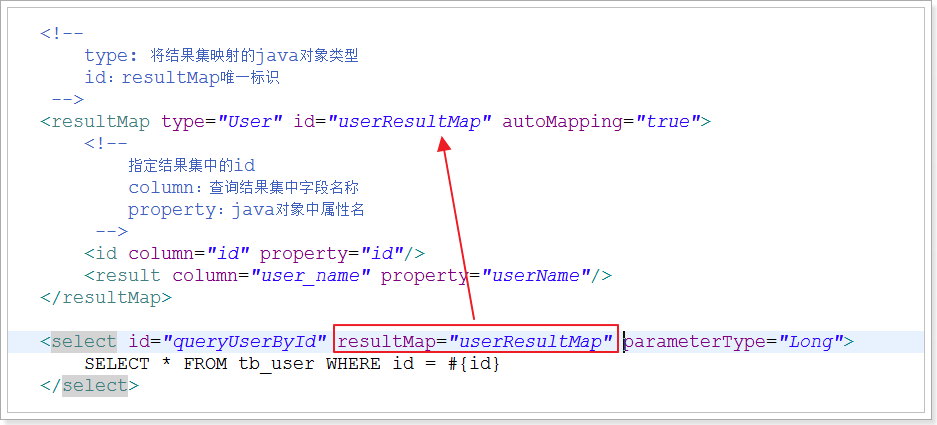 <!--
type: 将结果集映射的java对象类型
id：resultMap唯一标识
-->
<resultMap type="User" id="userResultMap" autoMapping="true">
<!--
指定结果集中的id
column：查询结果集中字段名称
property：java对象中属性名
-->
<id column="id" property="id"/>
<result column="user_name" property="userName"/>
</resultMap>
<select id="queryUserById" resultMap="userResultMap" parameterType="Long">
SELECT * FROM tb_user WHERE id = #{id}
</select>